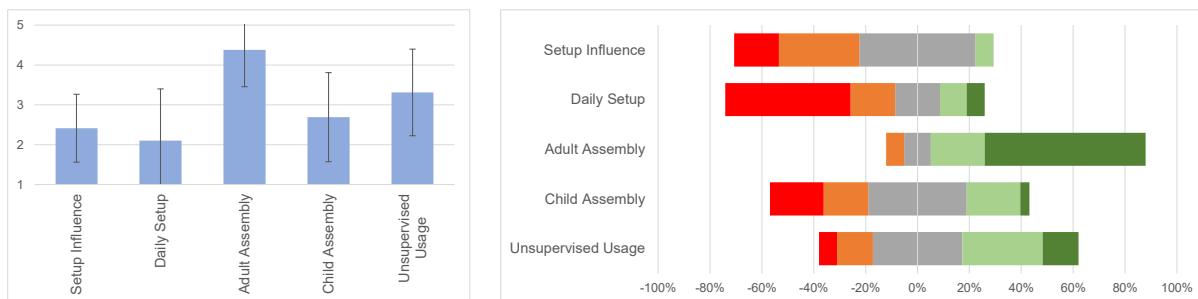 5
4
3
2
1
Setup Influence
Daily Setup
Adult Assembly
Child Assembly
Unsupervised
Usage
Setup Influence
Daily Setup
Adult Assembly
Child Assembly
Unsupervised Usage
-100% -80% -60% -40% -20% 0% 20% 40% 60% 80% 100%